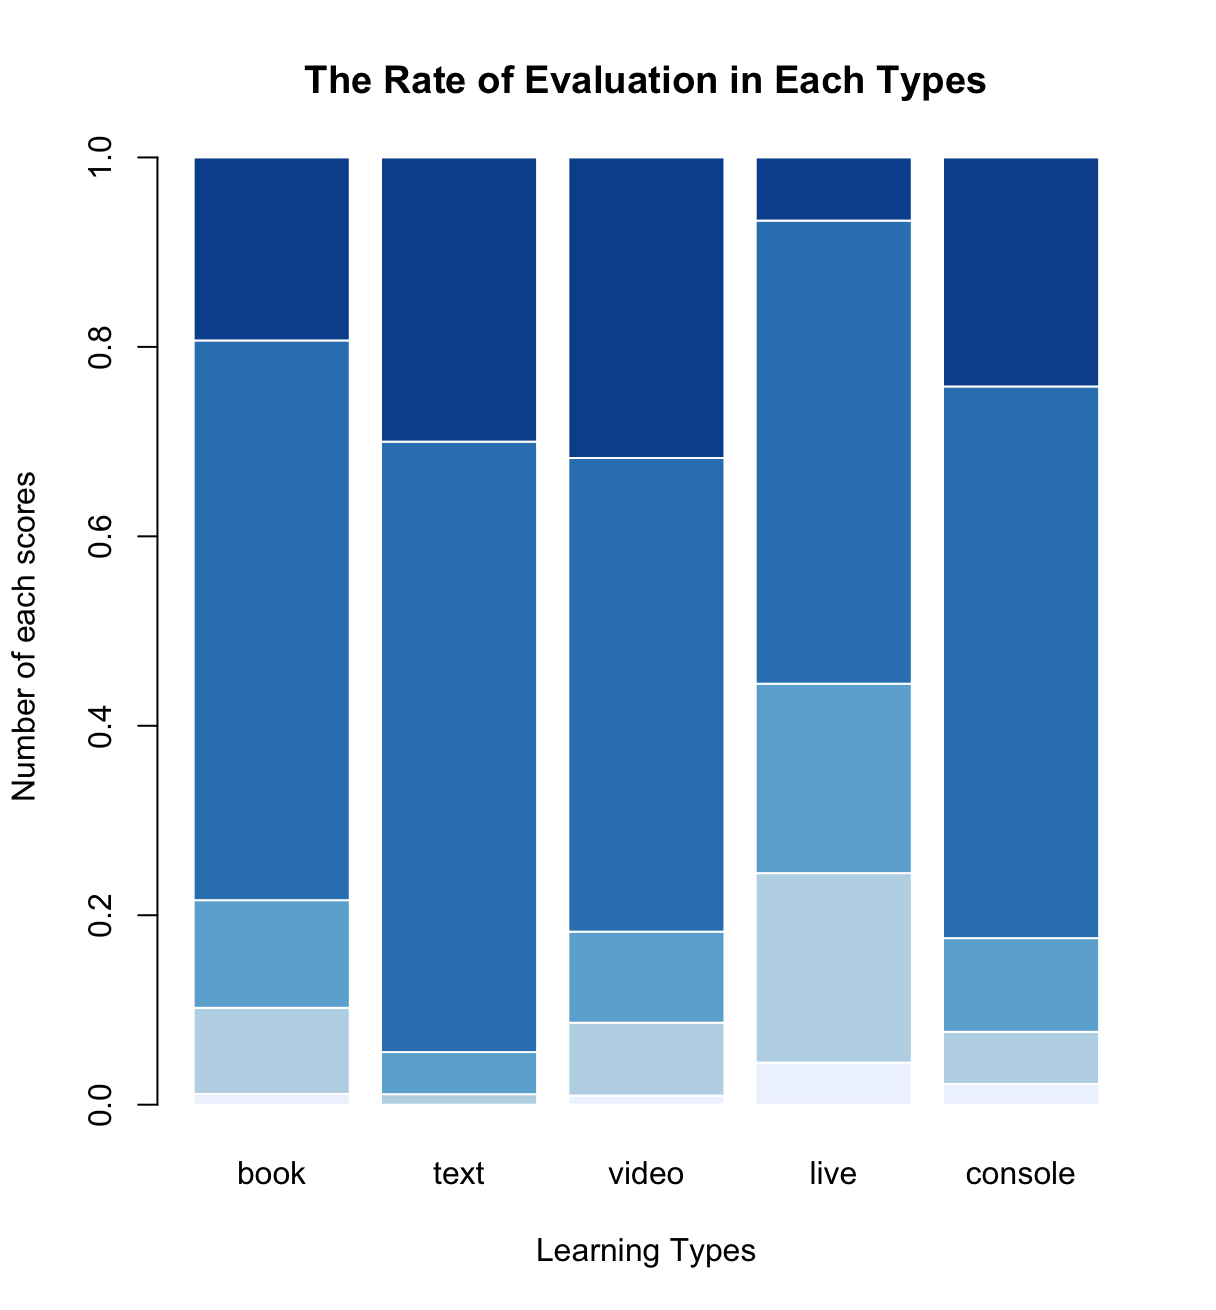 The Rate of Evaluation in Each Types
1.0
0.8
0.6
0.4
0.2
0.0
Number of each scores
book text video live console
Learning Types